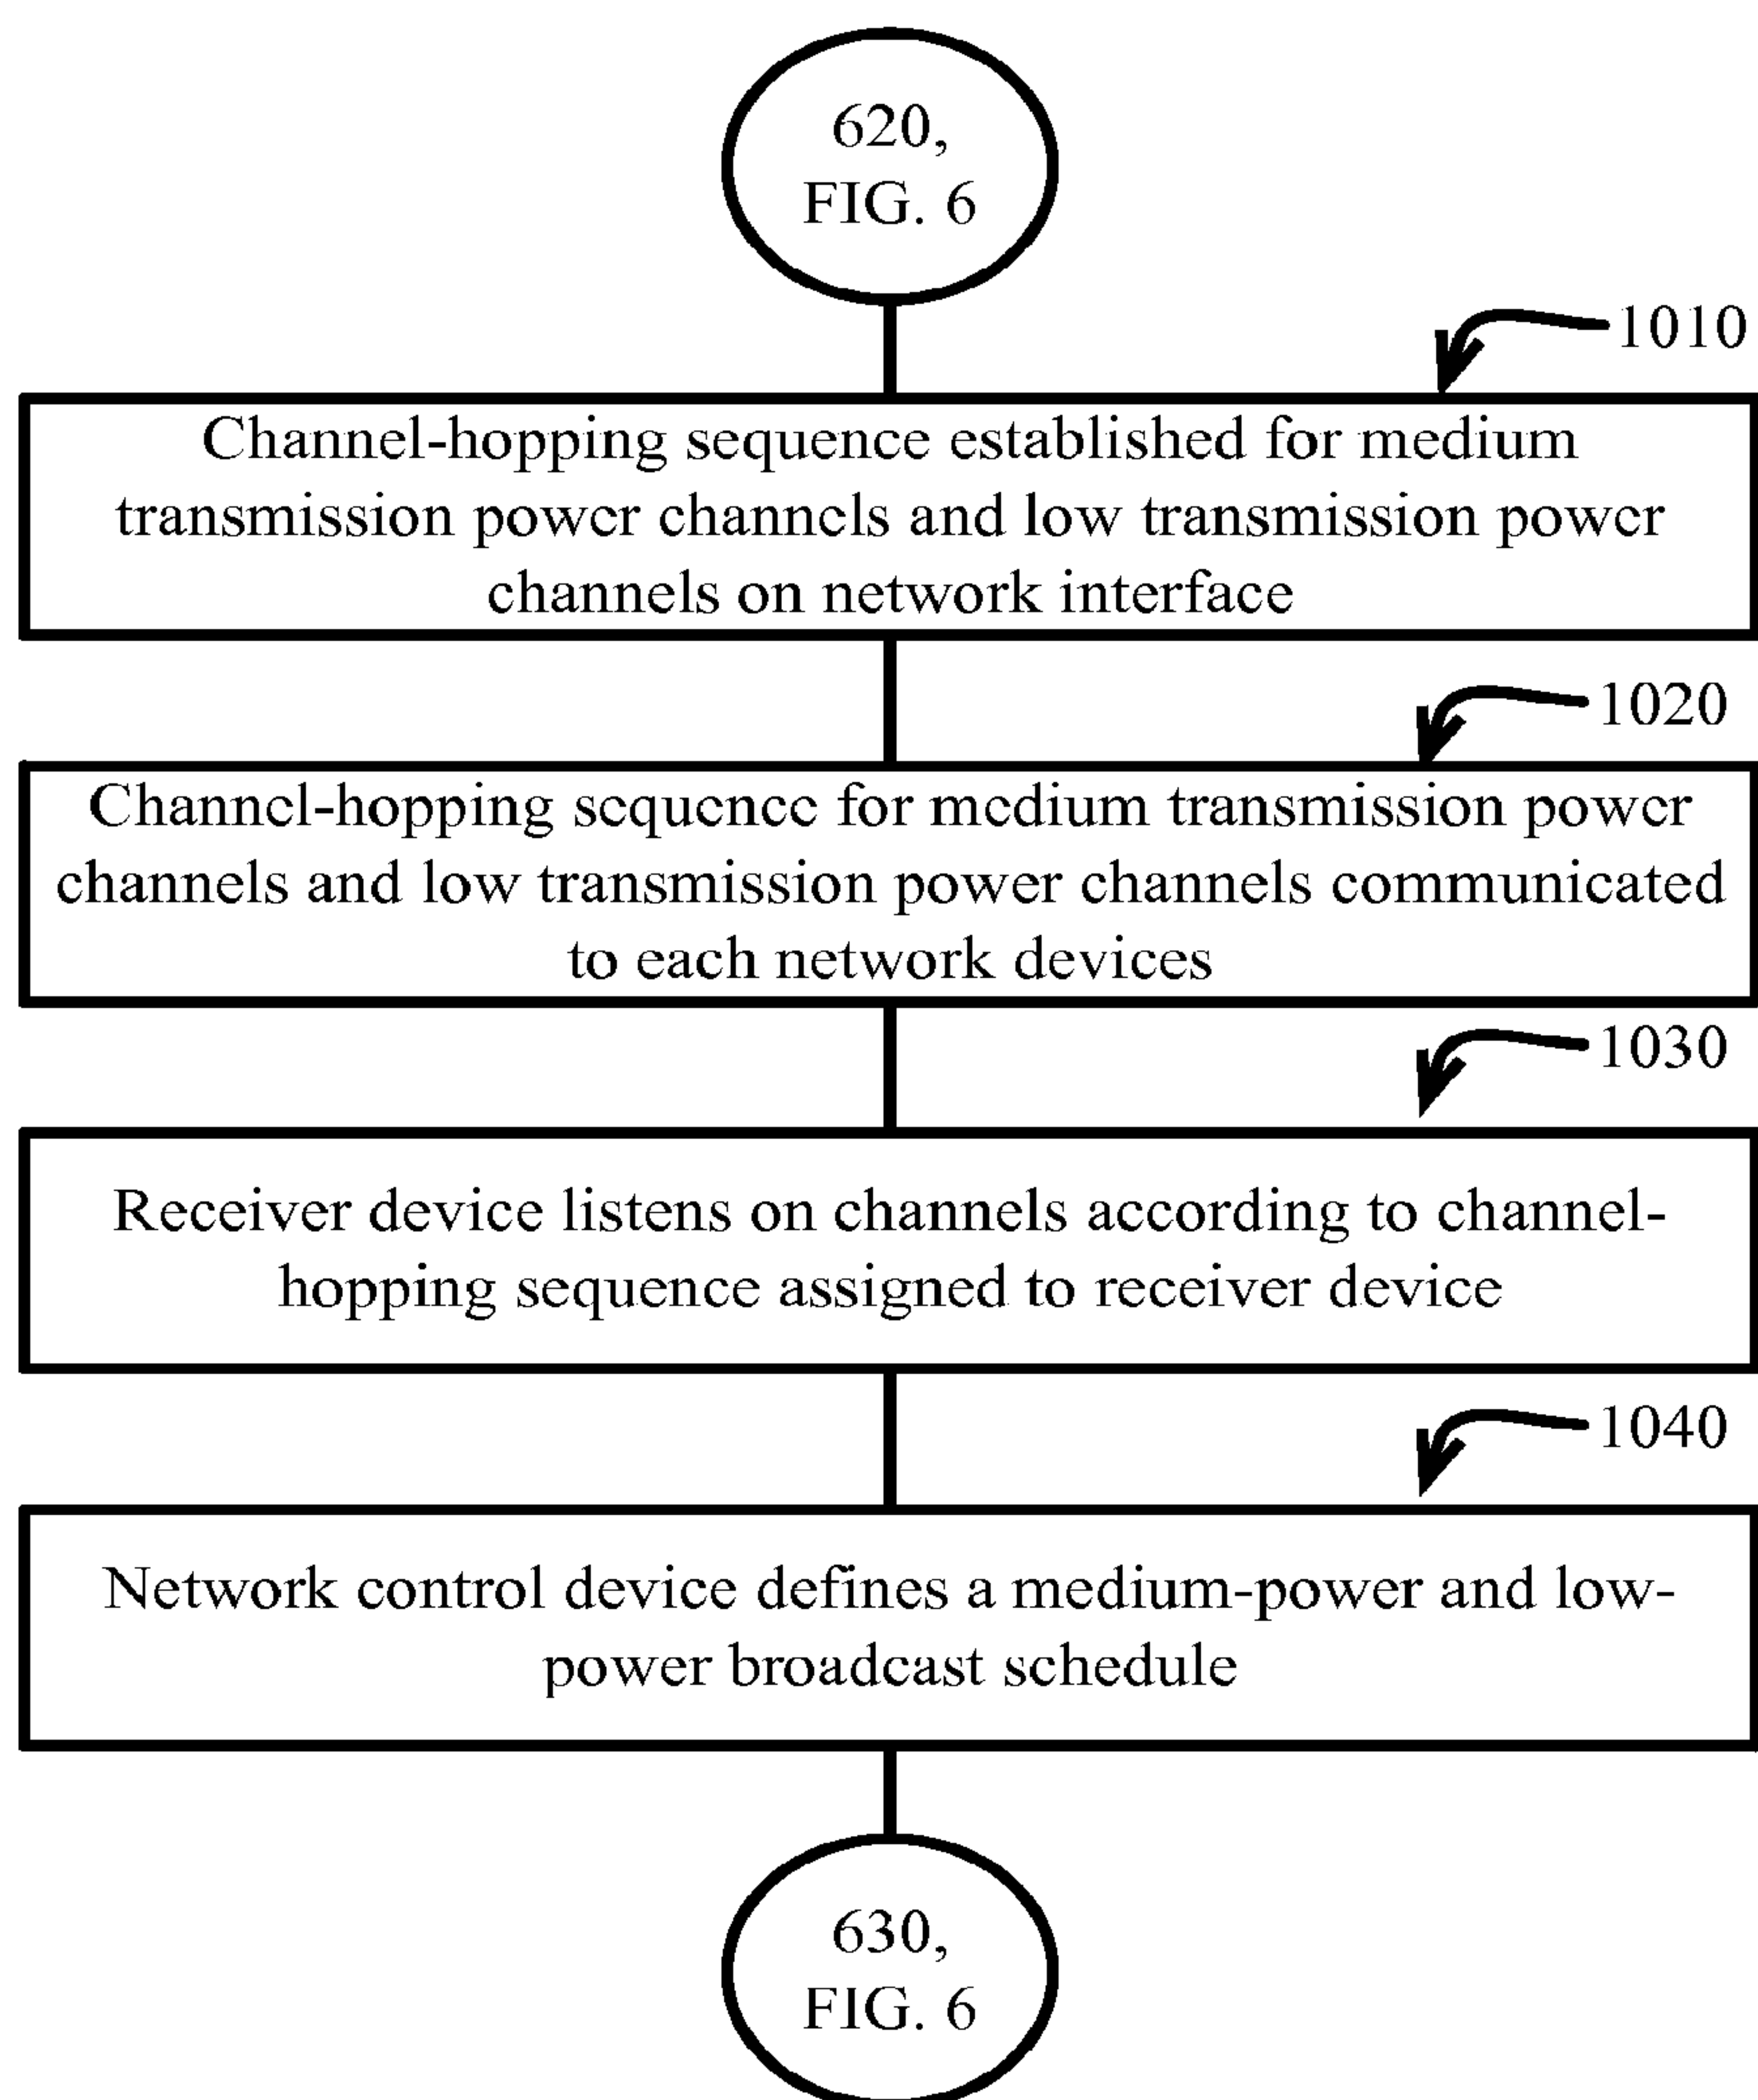 620,
FIG. 6
1010
Channel-hopping sequence established for medium
transmission power channels and low transmission power
channels on network interface
1020
Channel-hopping sequence for medium transmission power
channels and low transmission power channels communicated
to each network devices
1030
Receiver device listens on channels according to channel-
hopping sequence assigned to receiver device
1040
Network control device defines a medium-power and low-
power broadcast schedule
630,
FIG. 6